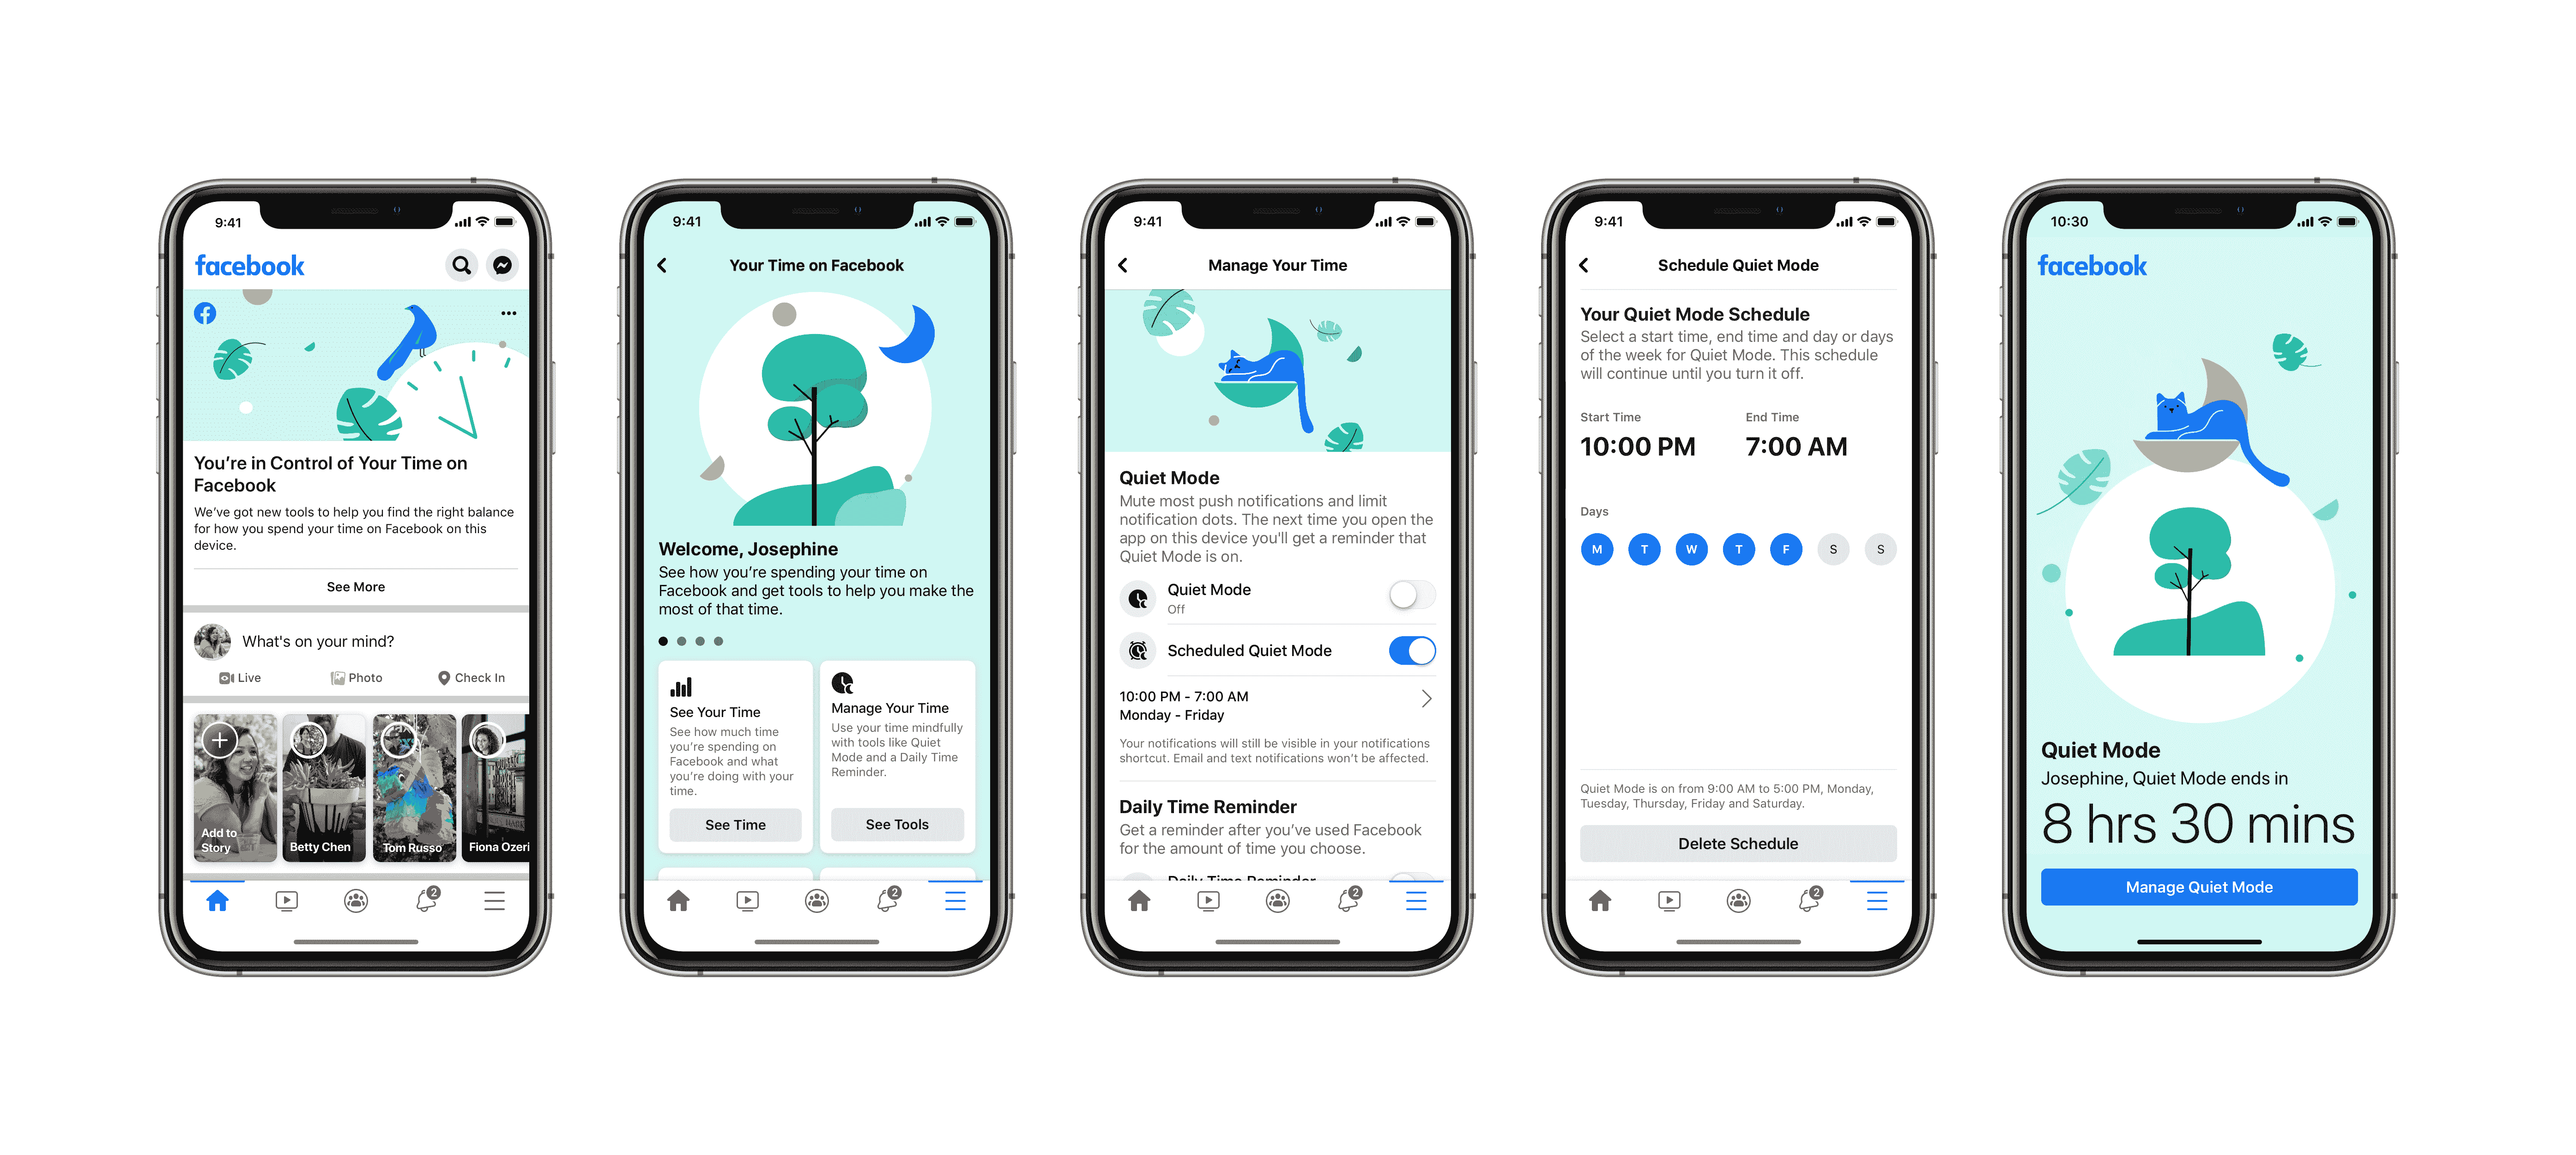 9:41
facebook
You're in Control of Your Time on
Facebook
We've got new tools to help you find the right balance
for how you spend your time on Facebook on this
device.
See More
What's on your mind?
Live
Photo
Check In
Add to
Story
Betty Chen
Tom Russo
Fiona Ozeri
2
9:41
Your Time on Facebook
Welcome, Josephine
See how you're spending your time on
Facebook and get tools to help you make the
most of that time.
See Your Time
See how much time
you're spending on
Facebook and what
you're doing with your
time.
See Time
Manage Your Time
Use your time mindfully
with tools like Quiet
Mode and a Daily Time
Reminder.
See Tools
2
9:41
Manage Your Time
Quiet Mode
Mute most push notifications and limit
notification dots. The next time you open the
app on this device you'll get a reminder that
Quiet Mode is on.
Quiet Mode
Off
Scheduled Quiet Mode
10:00 PM - 7:00 AM
Monday - Friday
Your notifications will still be visible in your notifications
shortcut. Email and text notifications won't be affected.
Daily Time Reminder
Get a reminder after you've used Facebook
for the amount of time you choose.
Daily Time Reminder
2
9:41
Schedule Quiet Mode
Your Quiet Mode Schedule
Select a start time, end time and day or days
of the week for Quiet Mode. This schedule
will continue until you turn it off.
Start Time
10:00 PM
End Time
7:00 AM
Days
M T W T F S S
Quiet Mode is on from 9:00 AM to 5:00 PM, Monday,
Tuesday, Thursday, Friday and Saturday.
Delete Schedule
2
10:30
facebook
Quiet Mode
Josephine, Quiet Mode ends in
8 hrs 30 mins
Manage Quiet Mode